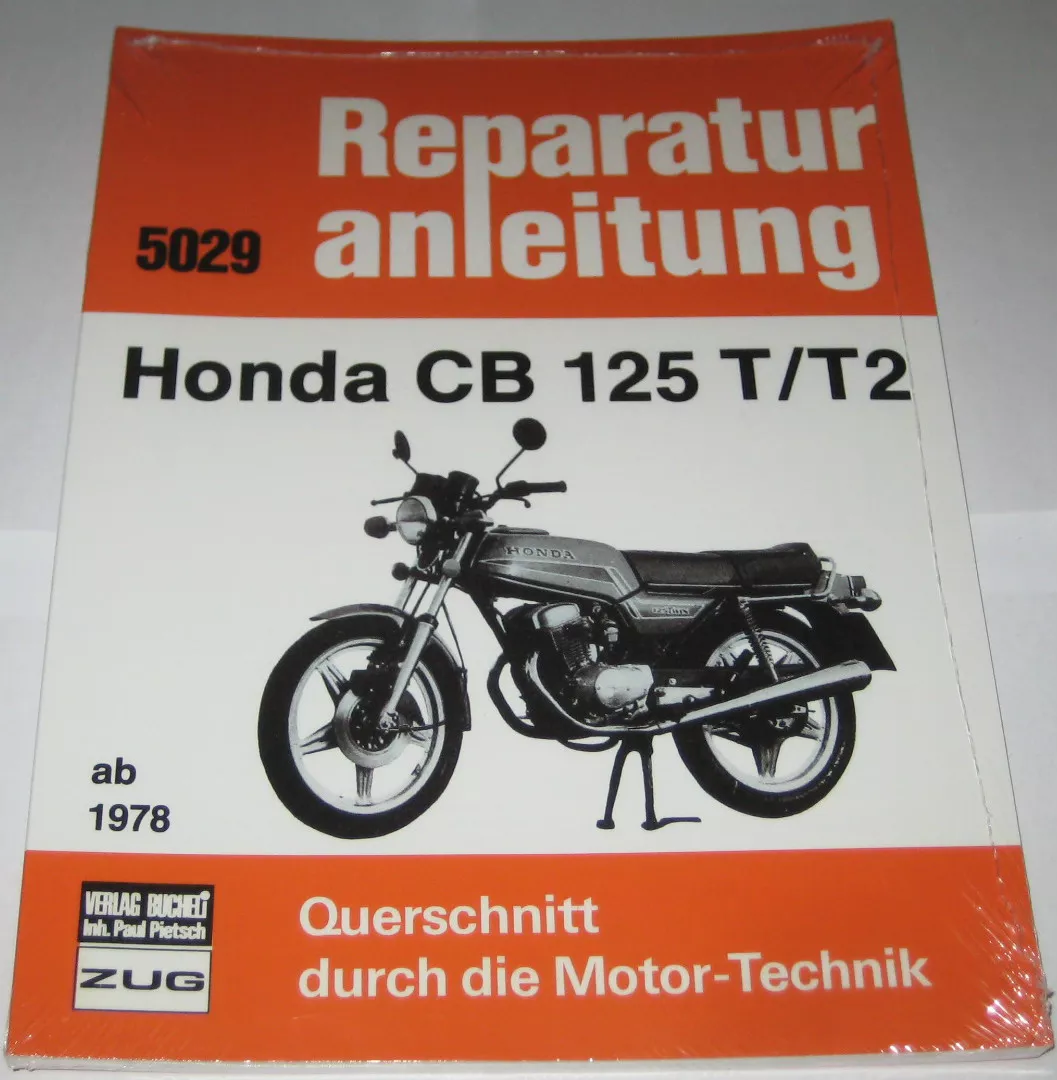 Reparatur
anleitung
5029
Honda CB 125 T/T2
HONDA
ab
1978
VERLAG BUCHELI
Inh. Paul Pietsch
ZUG
Querschnitt
durch die Motor-Technik